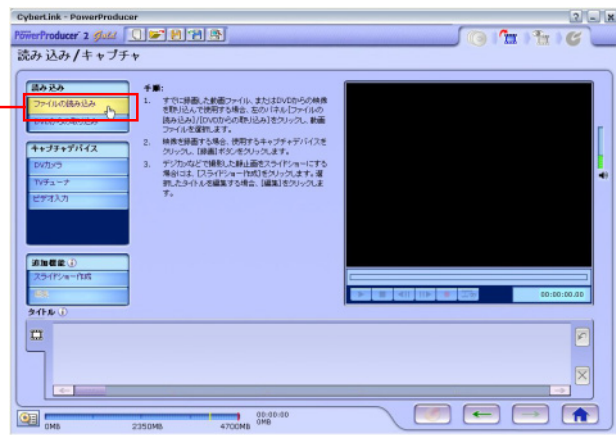 CyberLink - PowerProducer
PowerProducer 2 Gold
読み込み/キャプチャ
読み込み
ファイルの読み込み
DVDからの取り込み
キャプチャデバイス
DVカメラ
TVチューナ
ビデオ入力
追加機能
スライドショー作成
手順:
1. すでに録画した動画ファイル、またはDVDからの映像
を取り込んで使用する場合、左のパネル[ファイルの
読み込み]/[DVDからの取り込み]をクリックし、動画
ファイルを選択します。
2. 映像を録画する場合、使用するキャプチャデバイスを
クリックし、[録画]ボタンをクリックします。
3. デジカメなどで撮影した静止画をスライドショーにする
場合には、[スライドショー作成]をクリックします。選
択したタイトルを編集する場合、[編集]をクリックしま
す。
00:00:00.00
タイトル
0MB
2350MB
4700MB
00:00:00
0MB